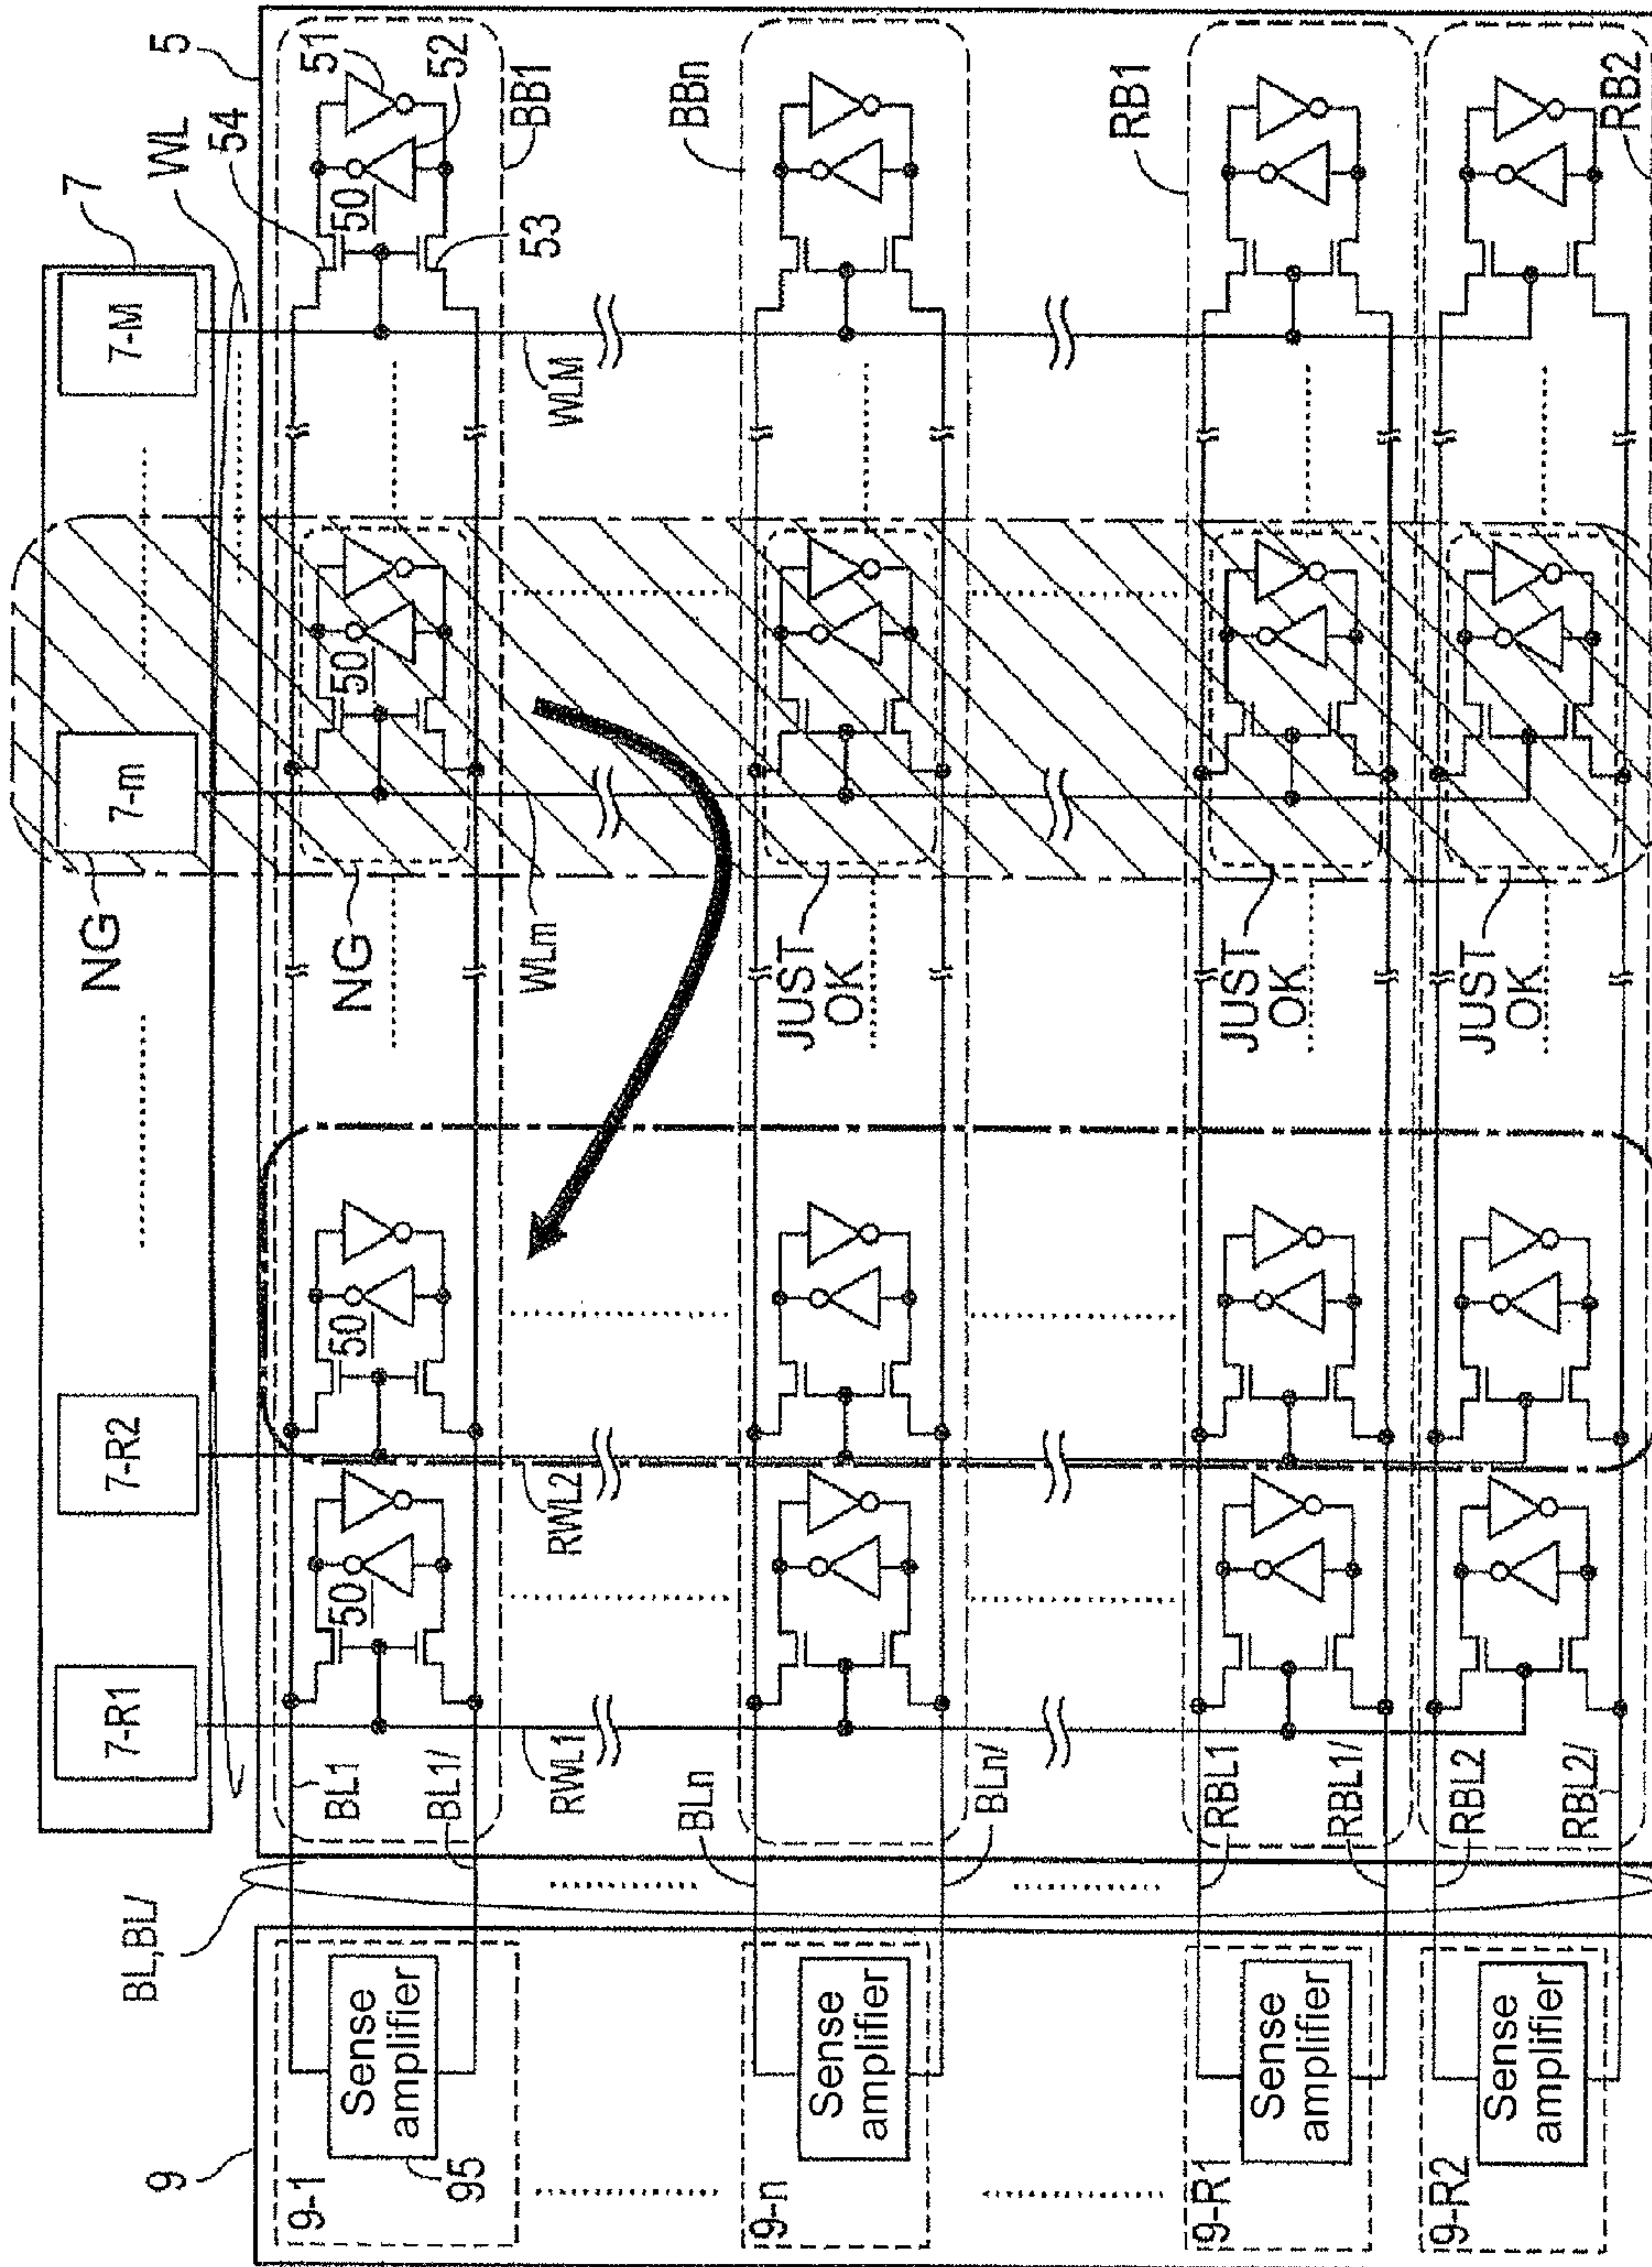 7
5
WL
7-R1
7-R2
7-m
7-M
NG
NG
54
51
52
53
50
50
50
50
BB1
BL1
BL1/
RWL1
RWL2
WLm
WLM
BL,BL/
9
9-1
Sense
amplifier
95
BBn
BLn
BLn/
JUST
OK
9-n
Sense
amplifier
RB1
RBL1
RBL1/
JUST
OK
9-R1
Sense
amplifier
RB2
RBL2
RBL2/
JUST
OK
9-R2
Sense
amplifier